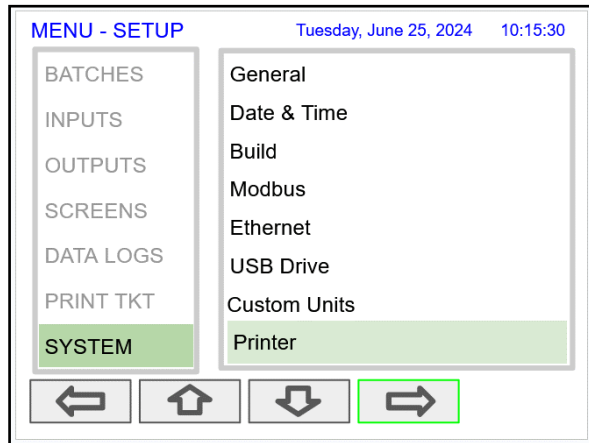 MENU - SETUP
Tuesday, June 25, 2024 10:15:30
BATCHES
INPUTS
OUTPUTS
SCREENS
DATA LOGS
PRINT TKT
SYSTEM
General
Date & Time
Build
Modbus
Ethernet
USB Drive
Custom Units
Printer